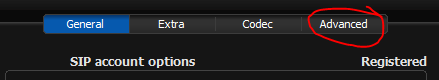 General Extra Codec Advanced
SIP account options Registered